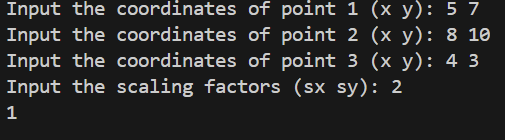 Input the coordinates of point 1 (x y): 5 7
Input the coordinates of point 2 (x y): 8 10
Input the coordinates of point 3 (x y): 4 3
Input the scaling factors (sx sy): 2
1